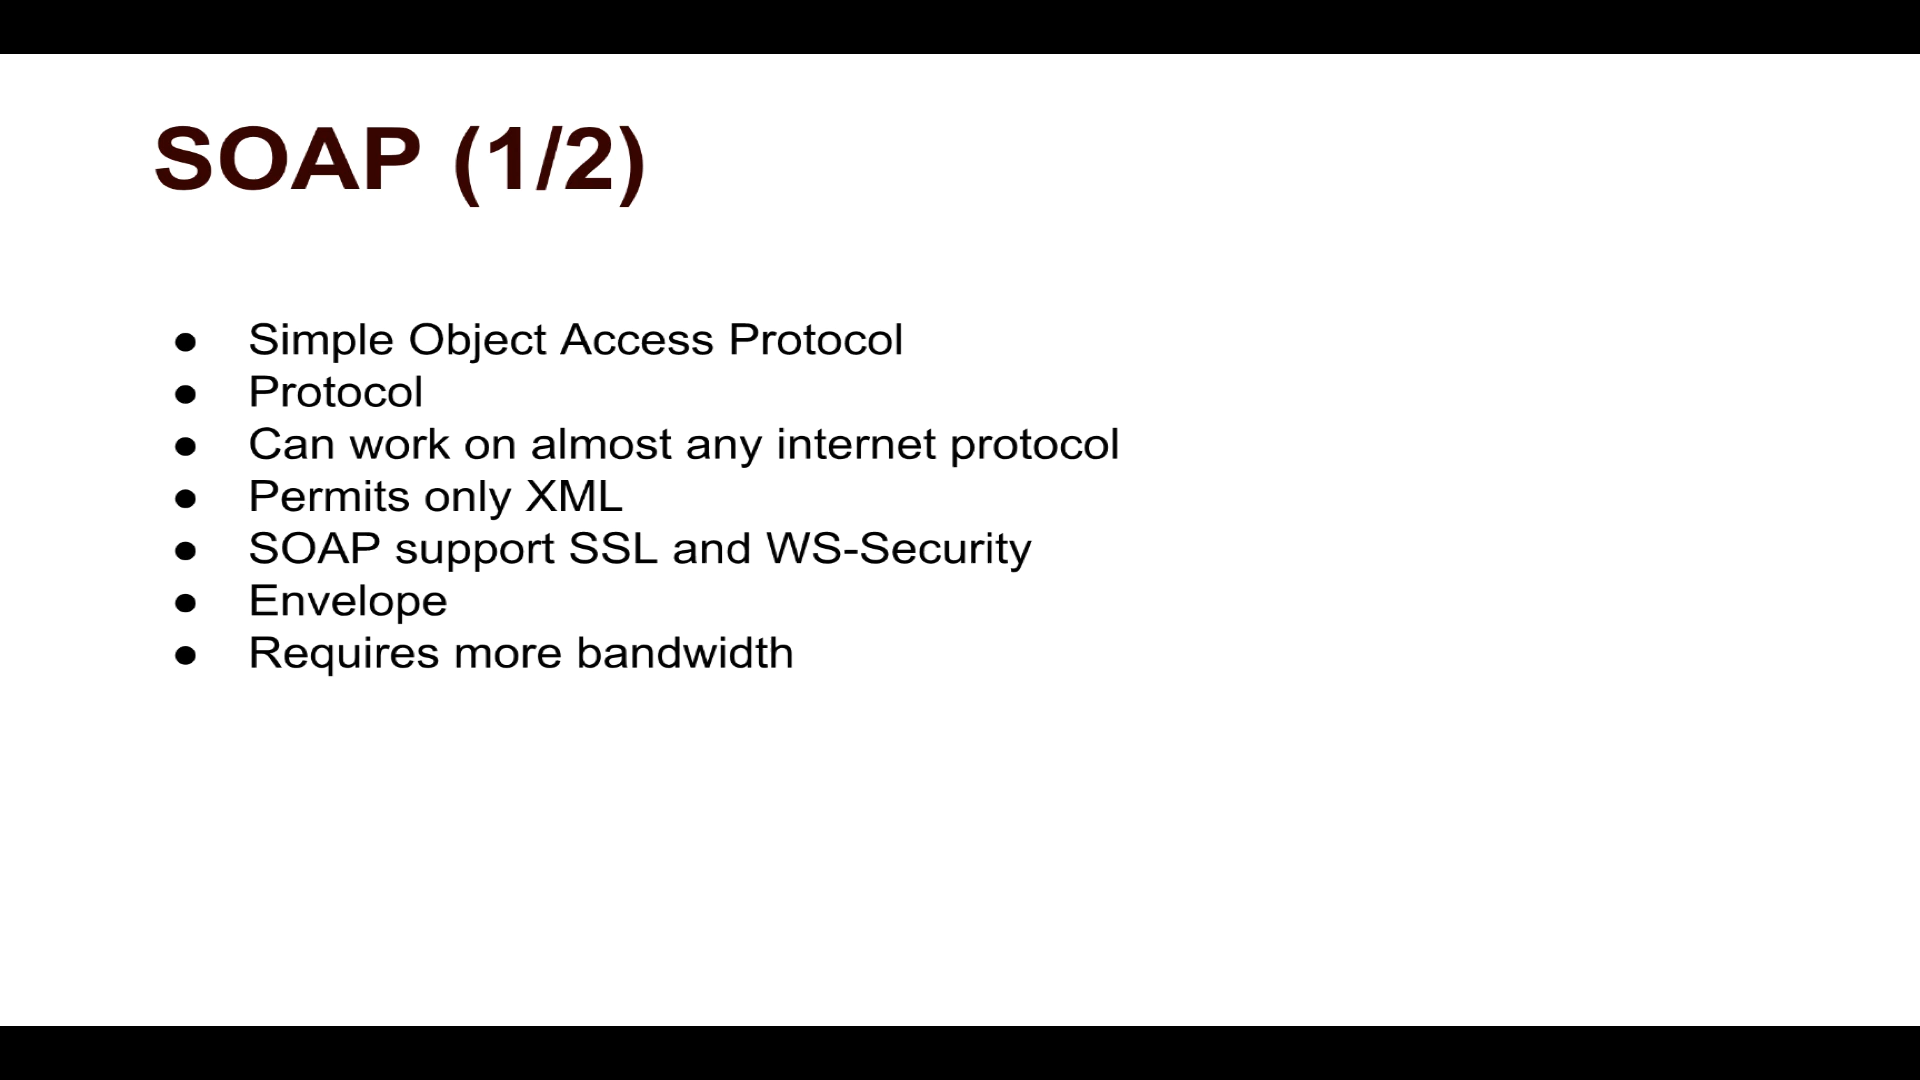 SOAP (1/2)
● Simple Object Access Protocol
● Protocol
● Can work on almost any internet protocol
● Permits only XML
● SOAP support SSL and WS-Security
● Envelope
● Requires more bandwidth